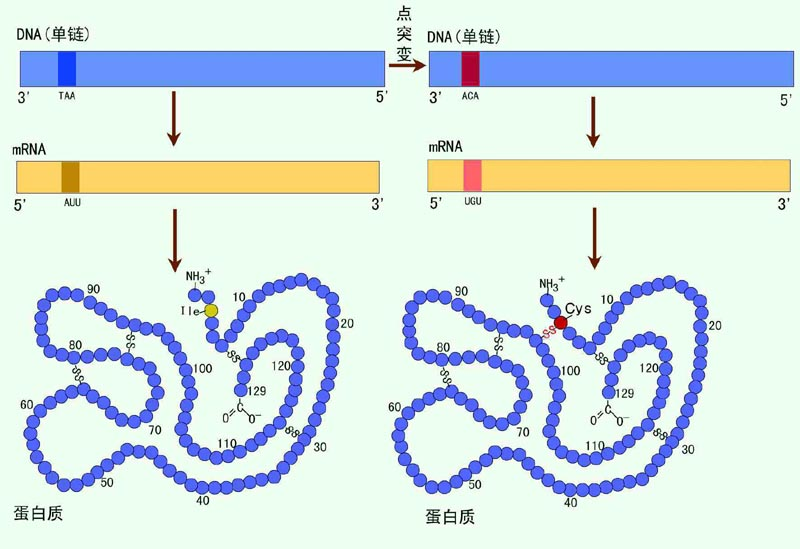 点突变
DNA(单链)
DNA(单链)
3' TAA 5'
3' ACA 5'
mRNA
mRNA
5' AUU 3'
5' UGU 3'
NH3+
Ile
10
20
30
40
50
60
70
80
90
100
110
120
129
SS
SS
SS
SS
C
O
O−
蛋白质
NH3+
Cys
SS
10
20
30
40
50
60
70
80
90
100
110
120
129
SS
SS
SS
SS
C
O
O−
蛋白质